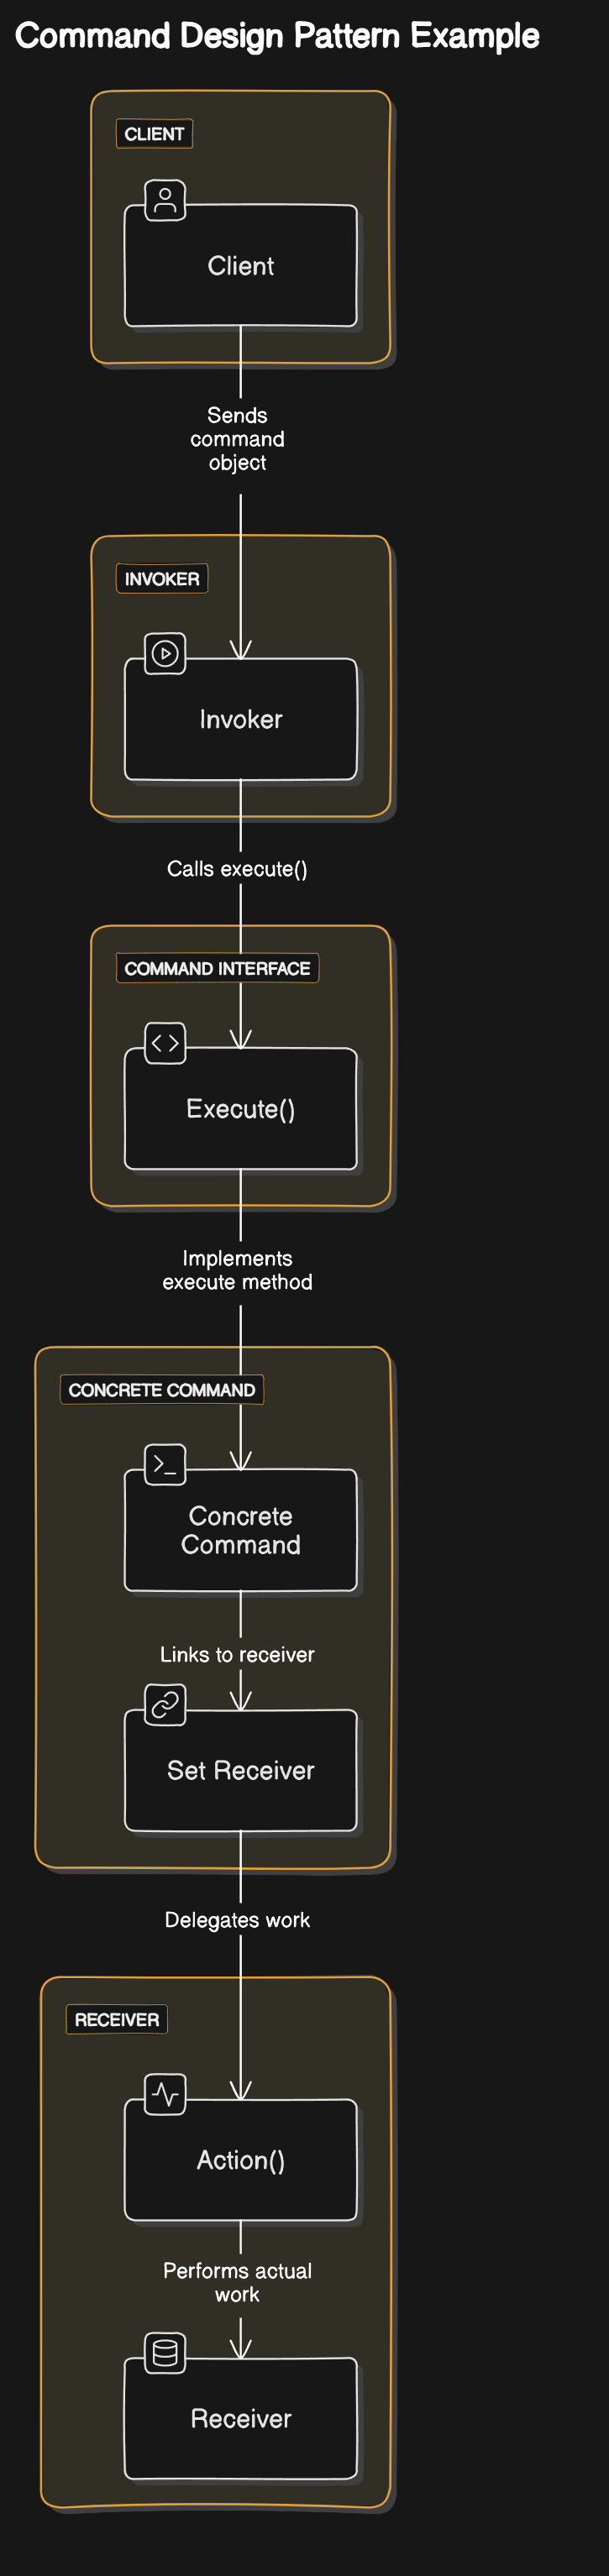 Command Design Pattern Example
CLIENT
Client
Sends
command
object
INVOKER
Invoker
Calls execute()
COMMAND INTERFACE
Execute()
Implements
execute method
CONCRETE COMMAND
Concrete
Command
Links to receiver
Set Receiver
Delegates work
RECEIVER
Action()
Performs actual
work
Receiver